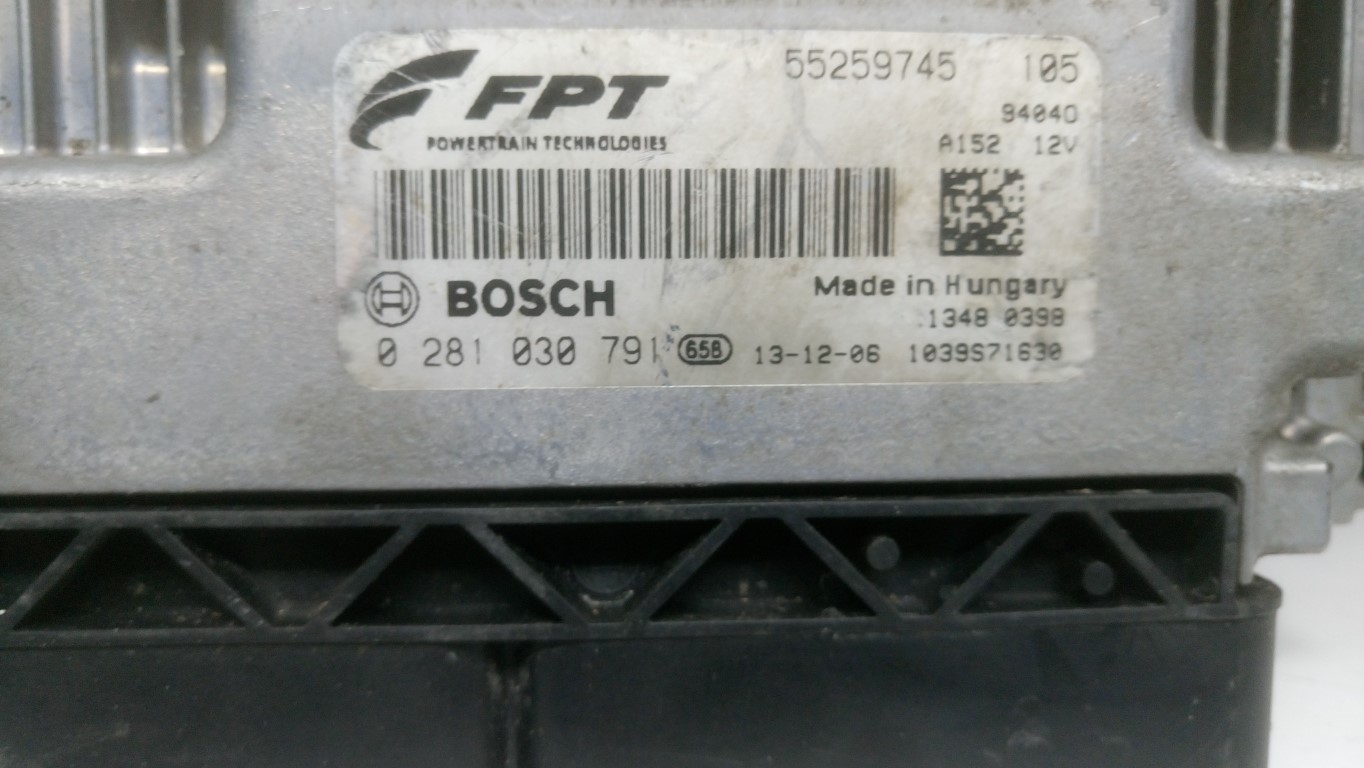 FPT 55259745 105
94040
POWERTRAIN TECHNOLOGIES A152 12V
BOSCH Made in Hungary
1348 0398
0 281 030 791 658 13-12-06 1039S71630